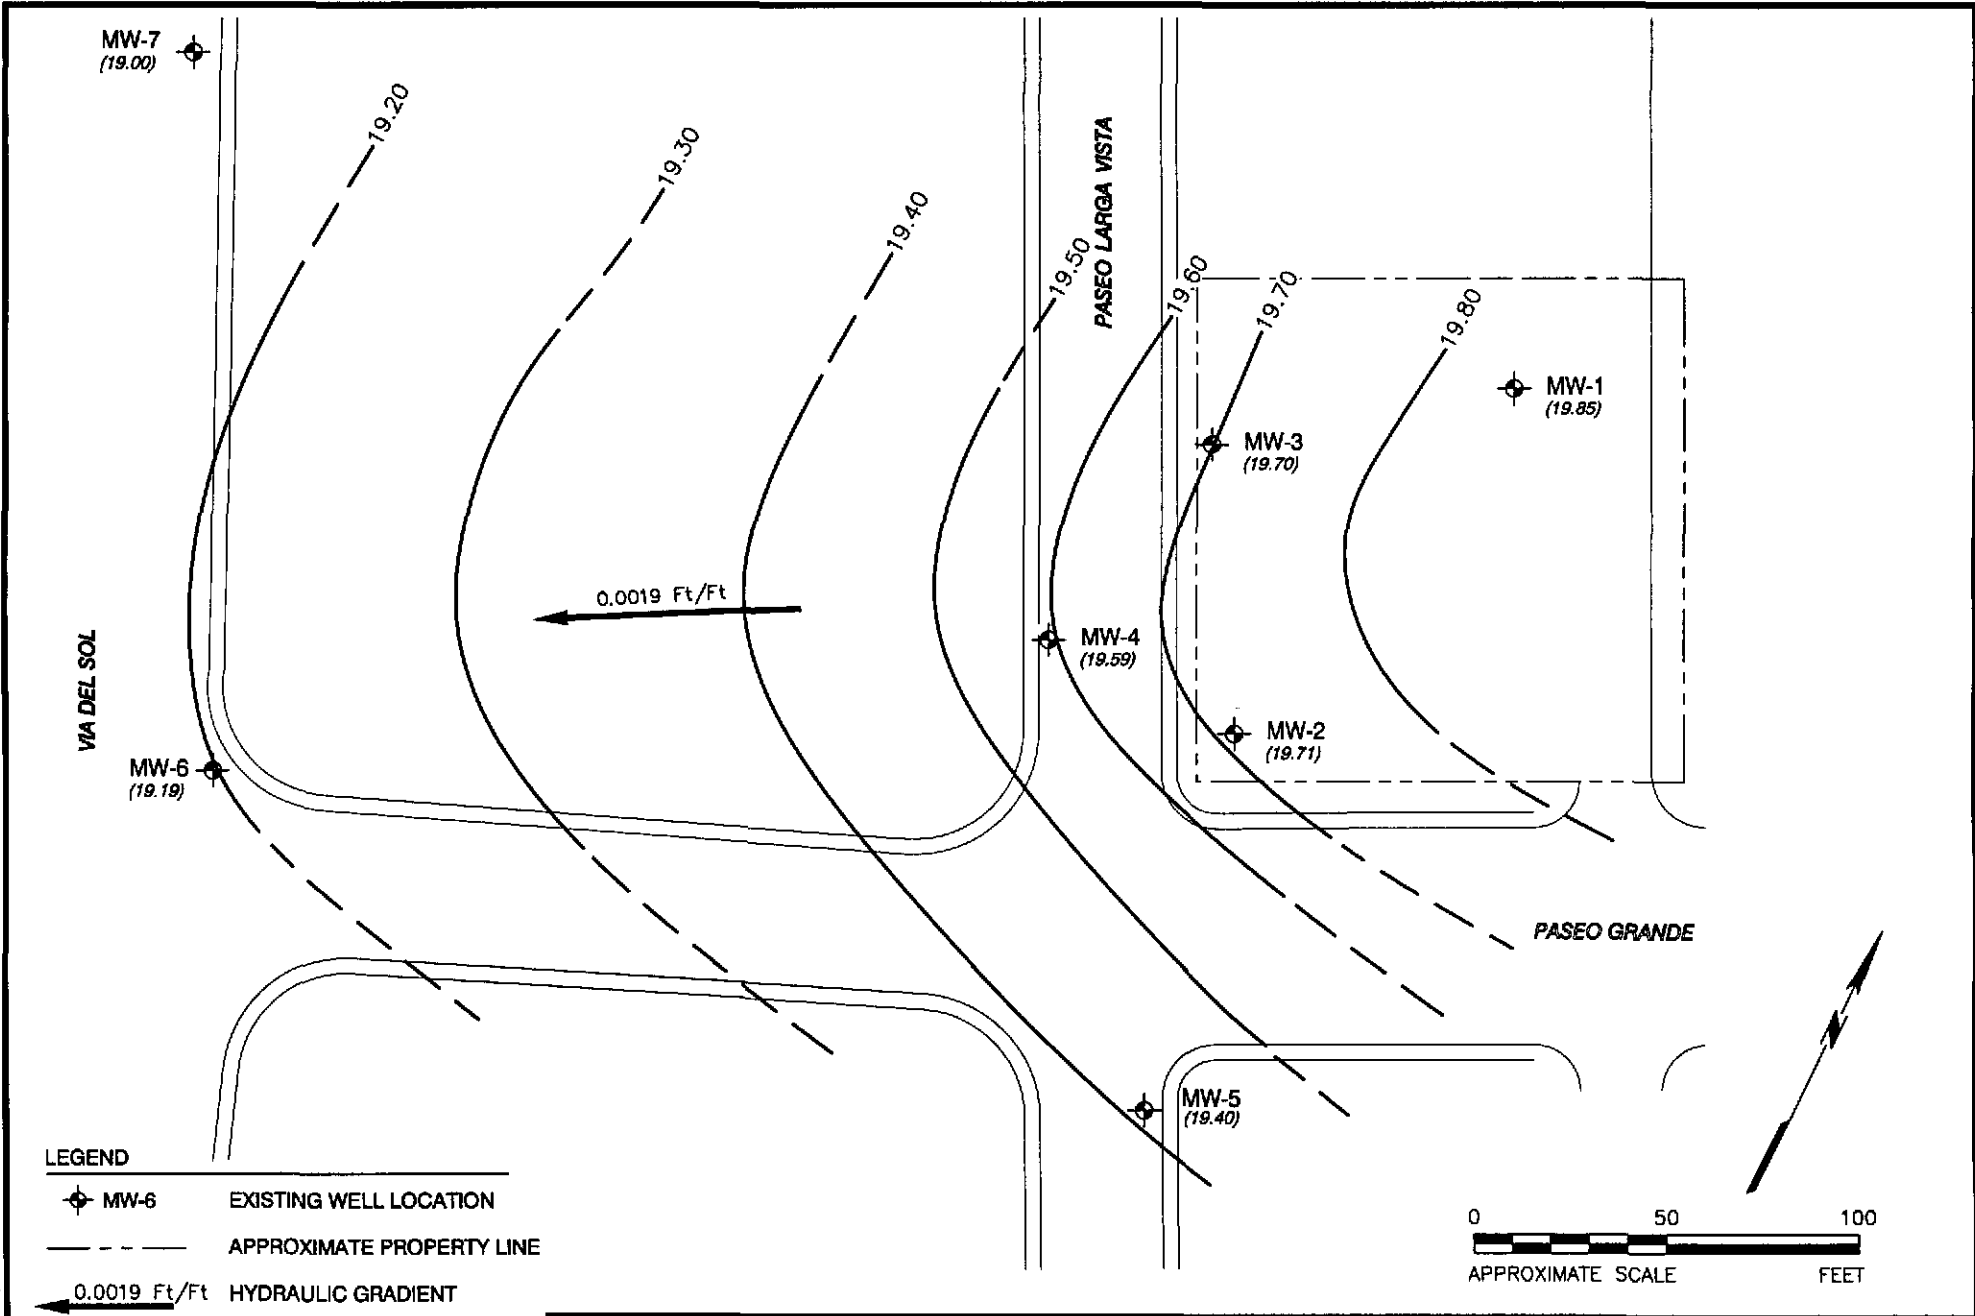 MW-7
(19.00)
19.20
19.30
19.40
19.50
PASEO LARGA VISTA
19.60
19.70
19.80
MW-1
(19.85)
MW-3
(19.70)
0.0019 Ft/Ft
MW-4
(19.59)
VIA DEL SOL
MW-2
(19.71)
MW-6
(19.19)
PASEO GRANDE
N
MW-5
(19.40)
LEGEND
MW-6 EXISTING WELL LOCATION
APPROXIMATE PROPERTY LINE
0.0019 Ft/Ft HYDRAULIC GRADIENT
0 50 100
APPROXIMATE SCALE FEET